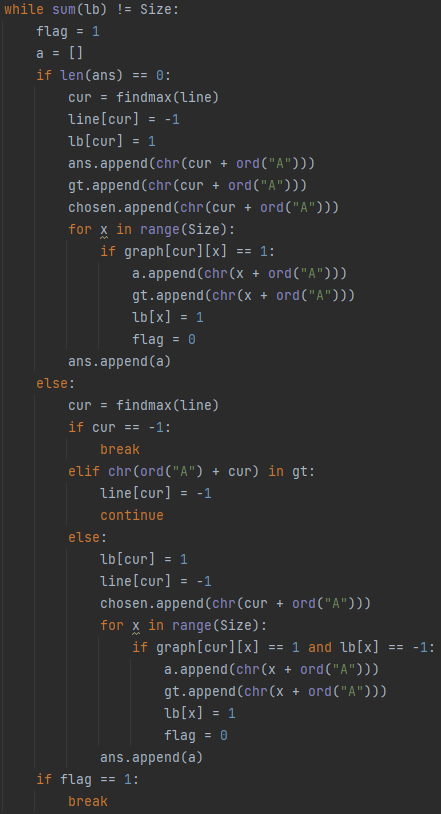 while sum(lb) != Size:
    flag = 1
    a = []
    if len(ans) == 0:
        cur = findmax(line)
        line[cur] = -1
        lb[cur] = 1
        ans.append(chr(cur + ord("A")))
        gt.append(chr(cur + ord("A")))
        chosen.append(chr(cur + ord("A")))
        for x in range(Size):
            if graph[cur][x] == 1:
                a.append(chr(x + ord("A")))
                gt.append(chr(x + ord("A")))
                lb[x] = 1
                flag = 0
        ans.append(a)
    else:
        cur = findmax(line)
        if cur == -1:
            break
        elif chr(ord("A") + cur) in gt:
            line[cur] = -1
            continue
        else:
            lb[cur] = 1
            line[cur] = -1
            chosen.append(chr(cur + ord("A")))
            for x in range(Size):
                if graph[cur][x] == 1 and lb[x] == -1:
                    a.append(chr(x + ord("A")))
                    gt.append(chr(x + ord("A")))
                    lb[x] = 1
                    flag = 0
            ans.append(a)
    if flag == 1:
        break